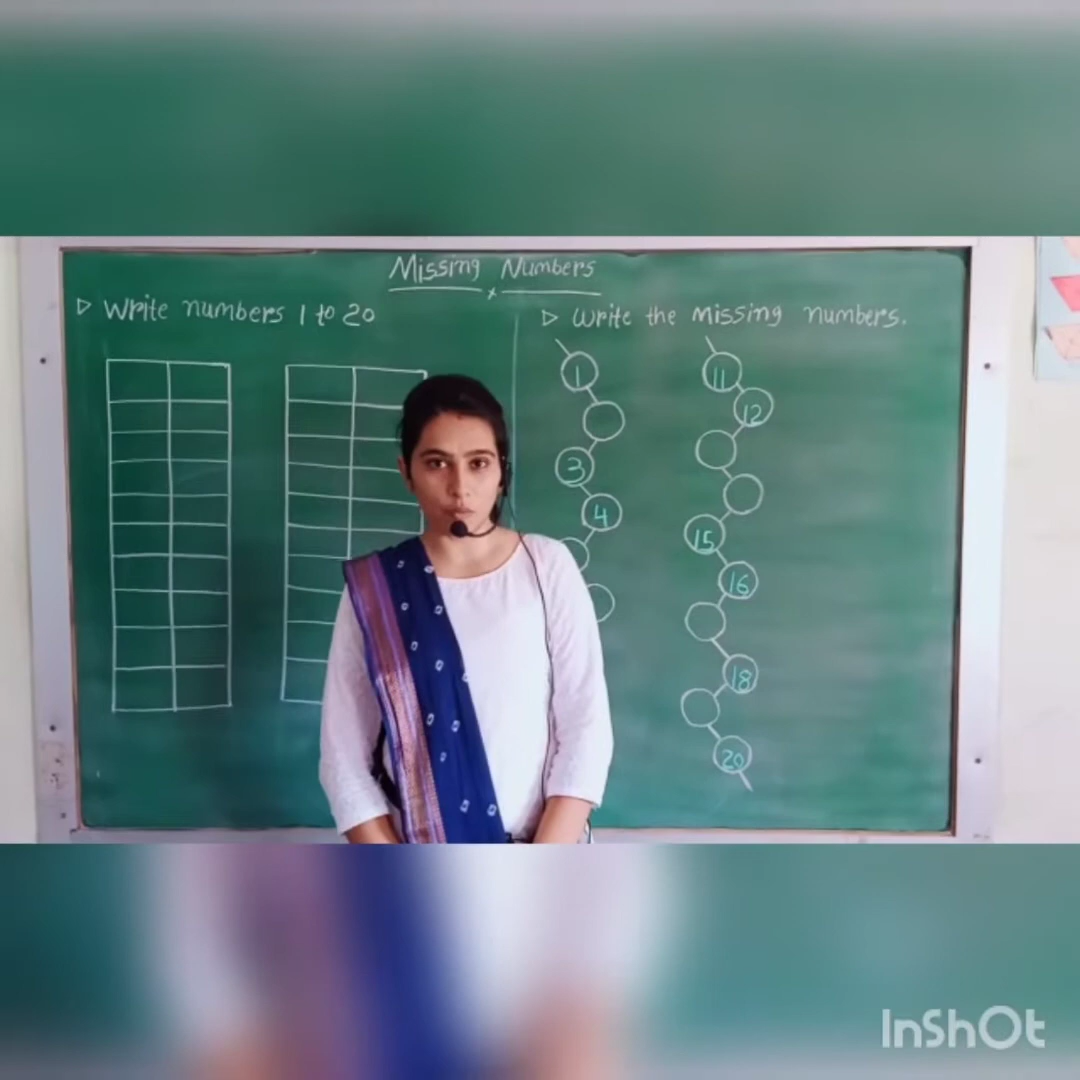 Missing Numbers
Write numbers 1 to 20
Write the missing numbers.
1
3
4
11
12
15
16
18
20
InShOt